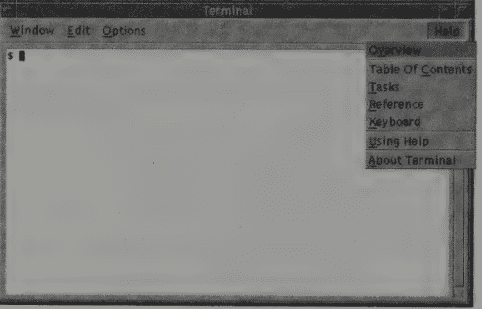 Terminal
Window Edit Options Help
$
Overview
Table Of Contents
Tasks
Reference
Keyboard
Using Help
About Terminal